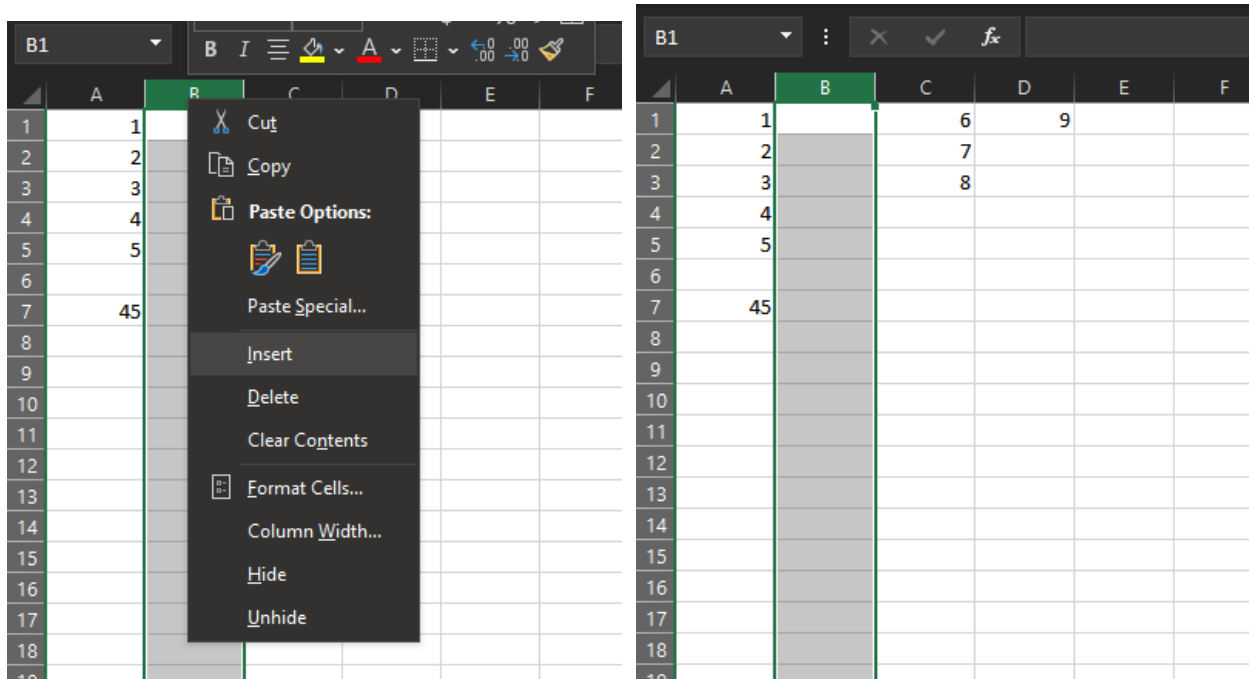 B1
B I A .00 .00
A B C D E F
1 1
2 2
3 3
4 4
5 5
6
7 45
8
9
10
11
12
13
14
15
16
17
18
Cut
Copy
Paste Options:
Paste Special...
Insert
Delete
Clear Contents
Format Cells...
Column Width...
Hide
Unhide
B1 fx
A B C D E F
1 1 6 9
2 2 7
3 3 8
4 4
5 5
6
7 45
8
9
10
11
12
13
14
15
16
17
18